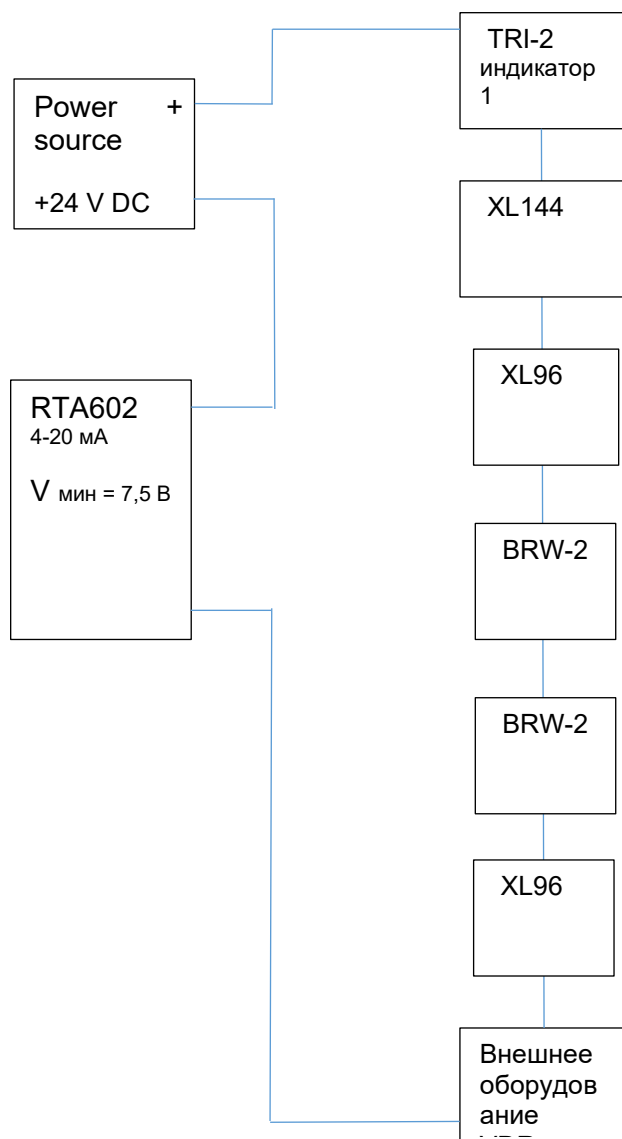 TRI-2
индикатор
1
Power +
source
+24 V DC
XL144
XL96
RTA602
4-20 мА
V мин = 7,5 В
BRW-2
BRW-2
XL96
Внешнее
оборудов
ание